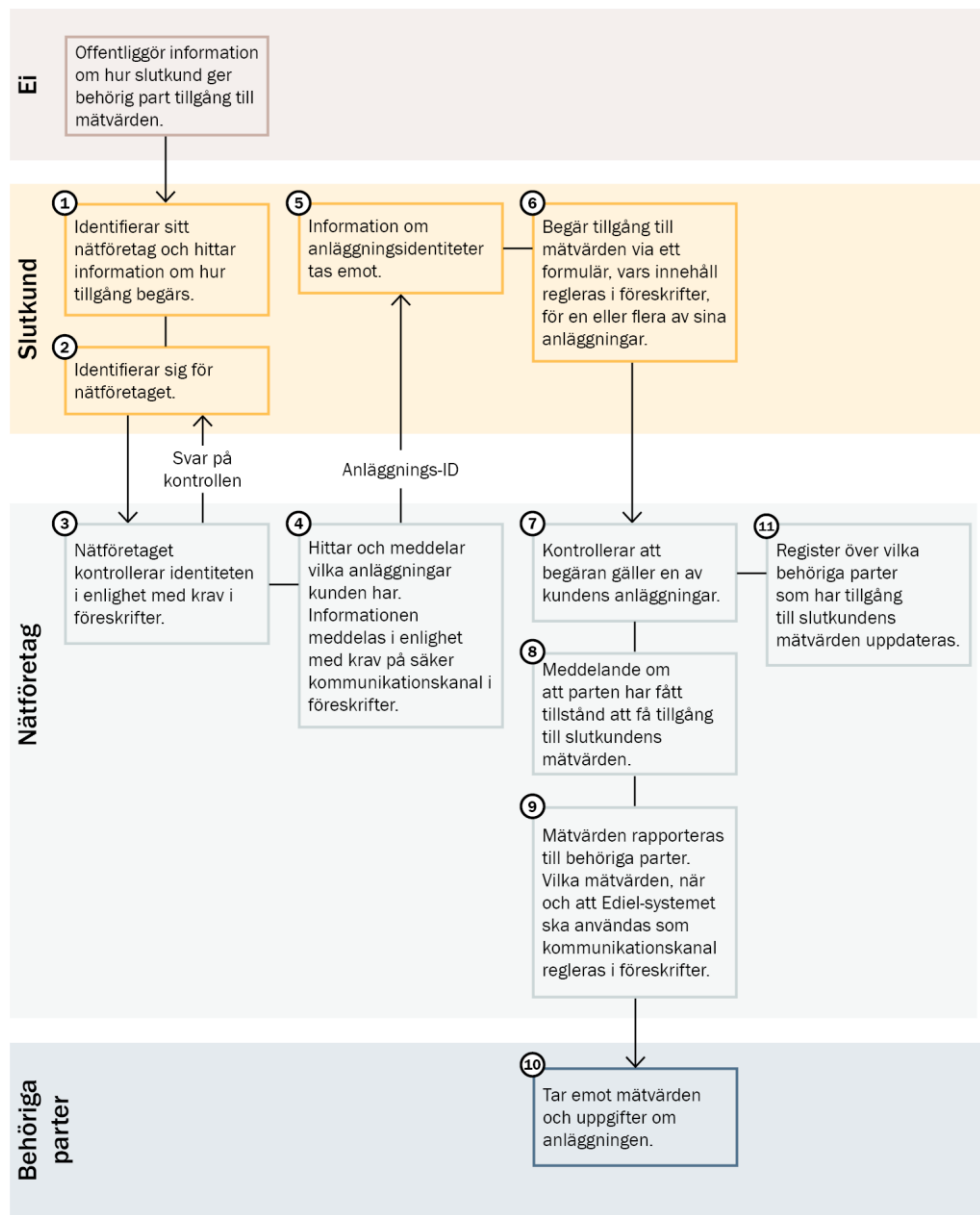 Ei
Offentliggör information
om hur slutkund ger
behörig part tillgång till
mätvärden.
Slutkund
1
Identifierar sitt
nätföretag och hittar
information om hur
tillgång begärs.
2
Identifierar sig för
nätföretaget.
5
Information om
anläggningsidentiteter
tas emot.
6
Begär tillgång till
mätvärden via ett
formulär, vars innehåll
regleras i föreskrifter,
för en eller flera av sina
anläggningar.
Svar på
kontrollen
Anläggnings-ID
Nätföretag
3
Nätföretaget
kontrollerar identiteten
i enlighet med krav i
föreskrifter.
4
Hittar och meddelar
vilka anläggningar
kunden har.
Informationen
meddelas i enlighet
med krav på säker
kommunikationskanal i
föreskrifter.
7
Kontrollerar att
begäran gäller en av
kundens anläggningar.
11
Register över vilka
behöriga parter
som har tillgång
till slutkundens
mätvärden uppdateras.
8
Meddelande om
att parten har fått
tillstånd att få tillgång
till slutkundens
mätvärden.
9
Mätvärden rapporteras
till behöriga parter.
Vilka mätvärden, när
och att Ediel-systemet
ska användas som
kommunikationskanal
regleras i föreskrifter.
Behöriga
parter
10
Tar emot mätvärden
och uppgifter om
anläggningen.